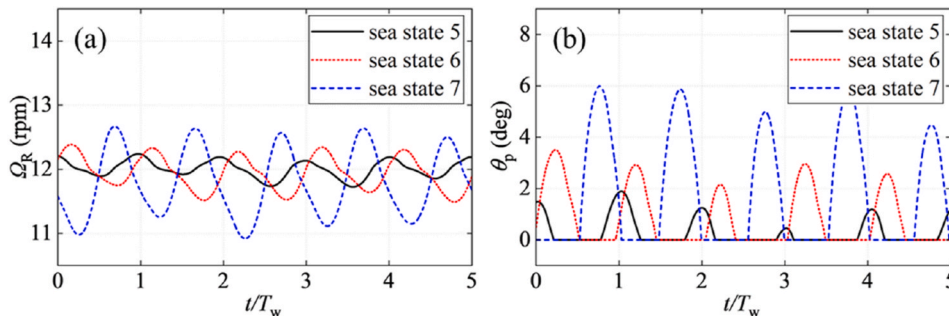 (a)
sea state 5
sea state 6
sea state 7
14
13
12
11
Ω_R (rpm)
0 1 2 3 4 5
t/T_w
(b)
sea state 5
sea state 6
sea state 7
8
6
4
2
0
θ_p (deg)
0 1 2 3 4 5
t/T_w